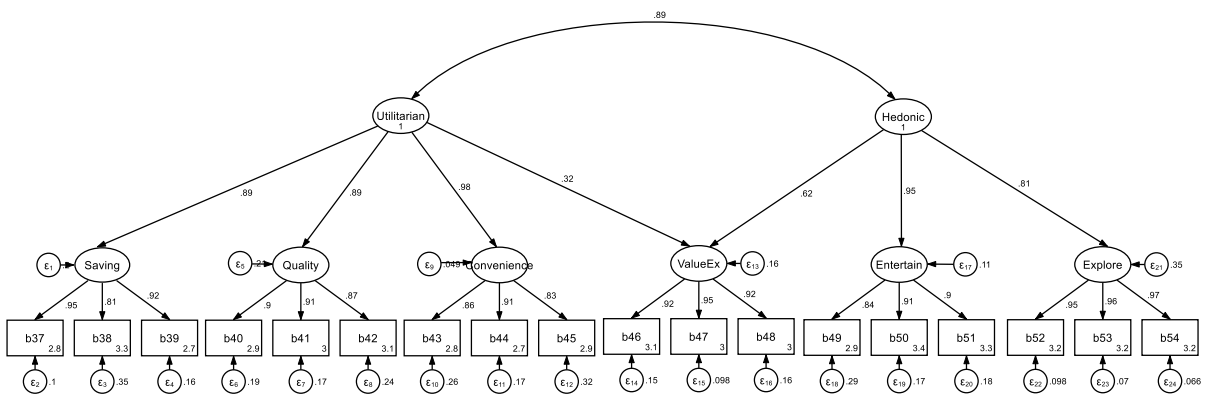 .89
Utilitarian
1
Hedonic
1
.89
.89
.98
.32
.62
.95
.81
ε1
Saving
ε5
.21
Quality
ε9
.049
Convenience
ValueEx
ε13
.16
Entertain
ε17
.11
Explore
ε21
.35
.95
.81
.92
.9
.91
.87
.86
.91
.83
.92
.95
.92
.84
.91
.9
.95
.96
.97
b37
2.8
b38
3.3
b39
2.7
b40
2.9
b41
3
b42
3.1
b43
2.8
b44
2.7
b45
2.9
b46
3.1
b47
3
b48
3
b49
2.9
b50
3.4
b51
3.3
b52
3.2
b53
3.2
b54
3.2
ε2 .1
ε3 .35
ε4 .16
ε6 .19
ε7 .17
ε8 .24
ε10 .26
ε11 .17
ε12 .32
ε14 .15
ε15 .098
ε16 .16
ε18 .29
ε19 .17
ε20 .18
ε22 .098
ε23 .07
ε24 .066